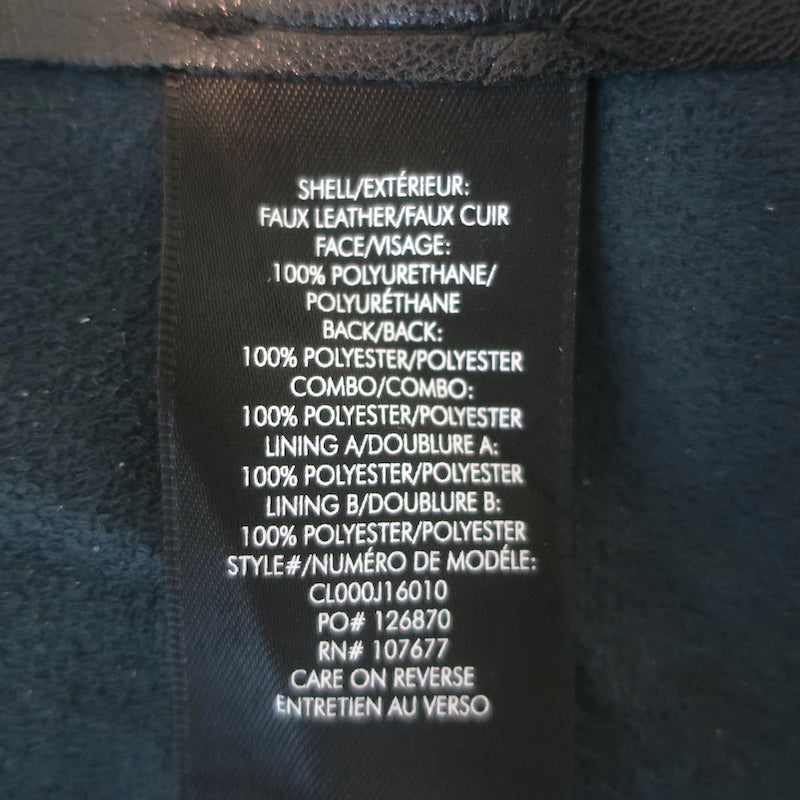 SHELL/EXTÉRIEUR:
FAUX LEATHER/FAUX CUIR
FACE/VISAGE:
100% POLYURETHANE/
POLYURÉTHANE
BACK/BACK:
100% POLYESTER/POLYESTER
COMBO/COMBO:
100% POLYESTER/POLYESTER
LINING A/DOUBLURE A:
100% POLYESTER/POLYESTER
LINING B/DOUBLURE B:
100% POLYESTER/POLYESTER
STYLE#/NUMÉRO DE MODÉLE:
CL000J16010
PO# 126870
RN# 107677
CARE ON REVERSE
ENTRETIEN AU VERSO